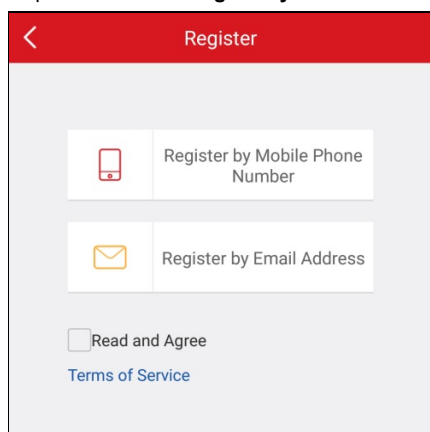 Register
Register by Mobile Phone
Number
Register by Email Address
Read and Agree
Terms of Service